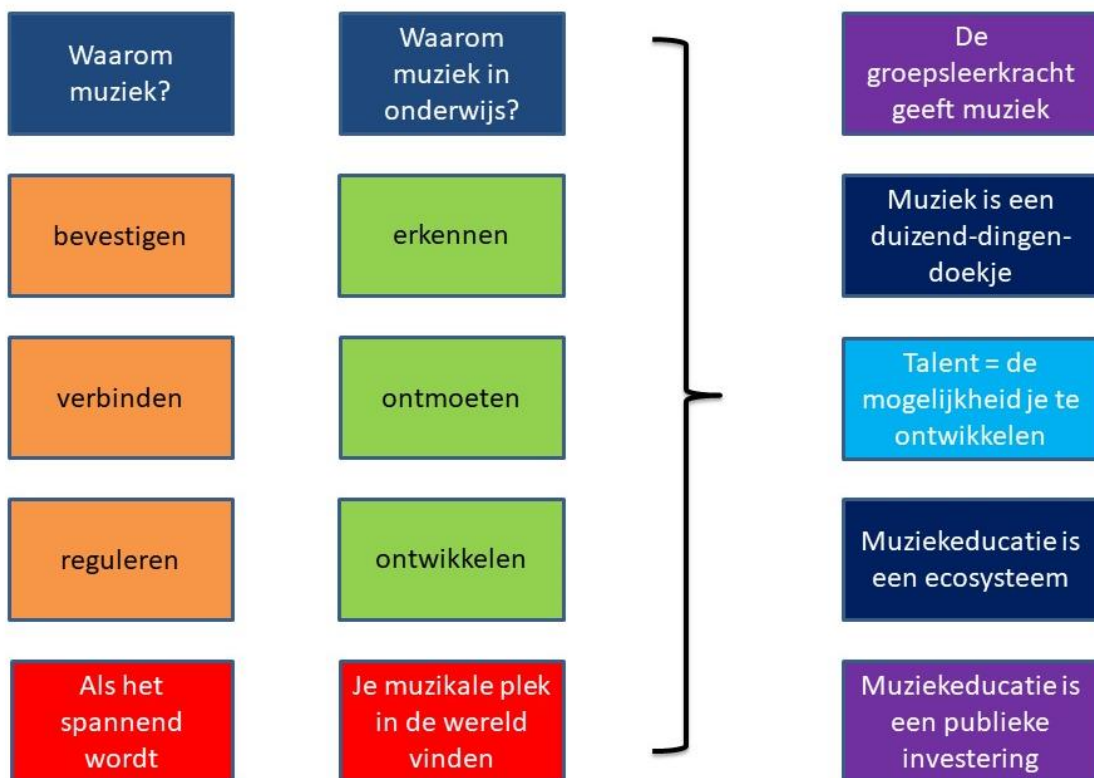 Waarom
muziek?
bevestigen
verbinden
reguleren
Als het
spannend
wordt
Waarom
muziek in
onderwijs?
erkennen
ontmoeten
ontwikkelen
Je muzikale plek
in de wereld
vinden
De
groepsleerkracht
geeft muziek
Muziek is een
duizend-dingen-
doekje
Talent = de
mogelijkheid je te
ontwikkelen
Muziekeducatie is
een ecosysteem
Muziekeducatie is
een publieke
investering